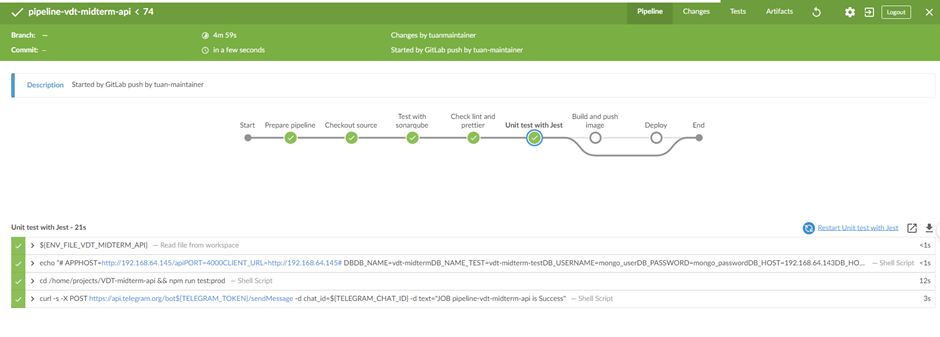 pipeline-vdt-midterm-api < 74
Pipeline Changes Tests Artifacts Logout
Branch: — 4m 59s Changes by tuanmaintainer
Commit: – in a few seconds Started by GitLab push by tuan-maintainer
Description Started by GitLab push by tuan-maintainer
Start Prepare pipeline Checkout source Test with sonarqube Check lint and prettier Unit test with Jest Build and push image Deploy End
Unit test with Jest - 21s Restart Unit test with Jest
${ENV_FILE_VDT_MIDTERM_API} — Read file from workspace <1s
echo "# APPHOST=http://192.168.64.145/apiPORT=4000CLIENT_URL=http://192.168.64.145# DBDB_NAME=vdt-midtermDB_NAME_TEST=vdt-midterm-testDB_USERNAME=mongo_userDB_PASSWORD=mongo_passwordDB_HOST=192.168.64.143DB_HO... — Shell Script <1s
cd /home/projects/VDT-midterm-api && npm run test:prod — Shell Script 12s
curl -s -X POST https://api.telegram.org/bot${TELEGRAM_TOKEN}/sendMessage -d chat_id=${TELEGRAM_CHAT_ID} -d text="JOB pipeline-vdt-midterm-api is Success" — Shell Script 3s